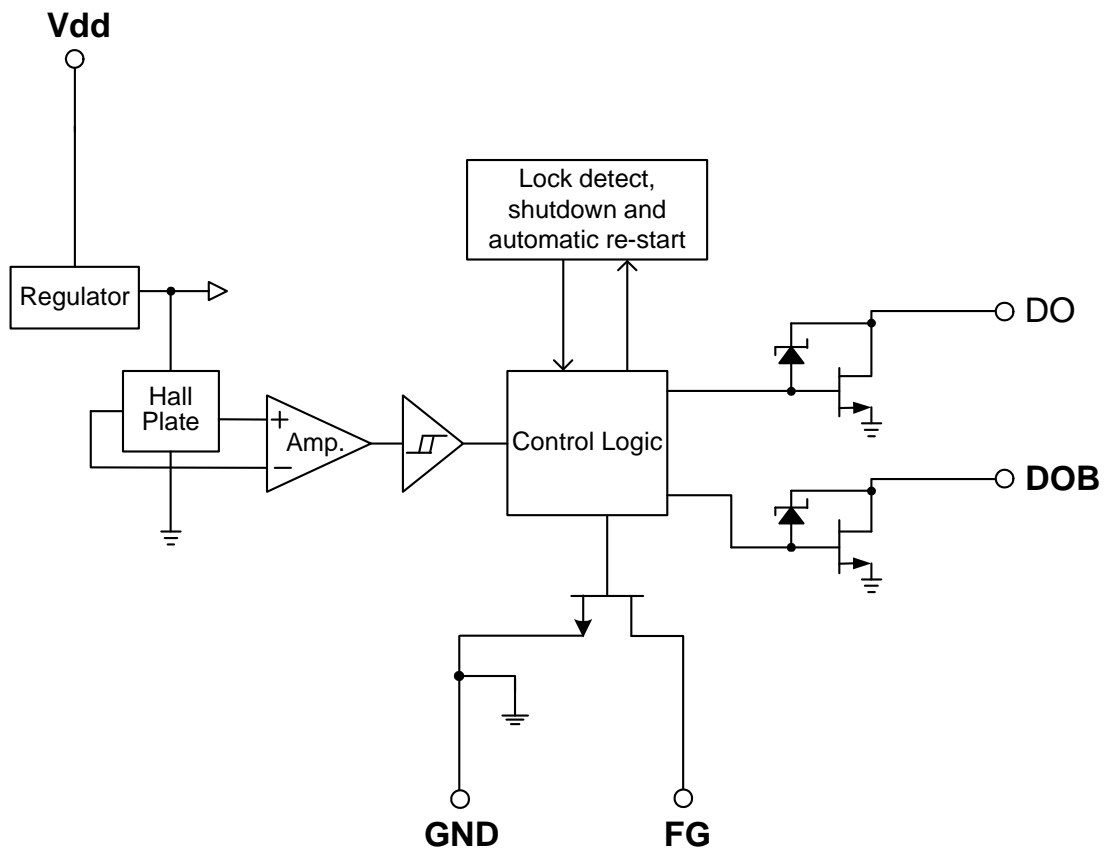 Vdd
Lock detect,
shutdown and
automatic re-start
Regulator
DO
Hall
Plate
+
Amp.
−
Control Logic
DOB
GND
FG